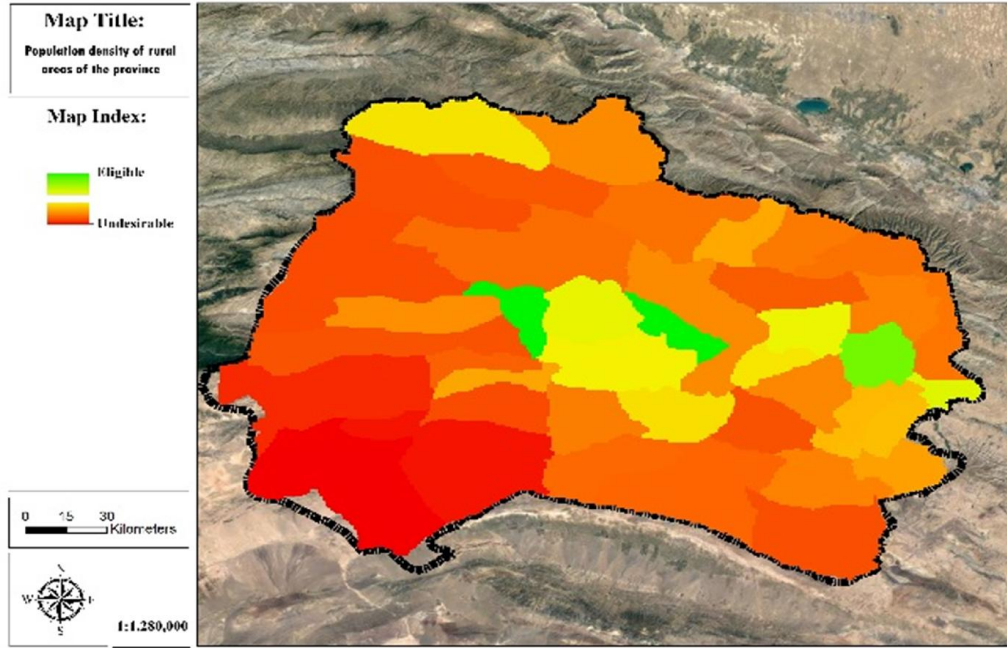 Map Title:
Population density of rural
areas of the province
Map Index:
Eligible
Undesirable
0 15 30
Kilometers
N
W E
S
1:1.280,000